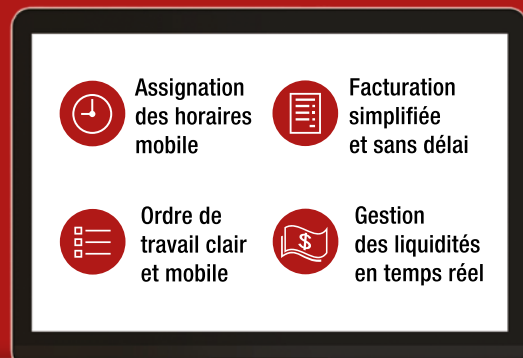 Assignation
des horaires
mobile
Facturation
simplifiée
et sans délai
Ordre de
travail clair
et mobile
$
Gestion
des liquidités
en temps réel